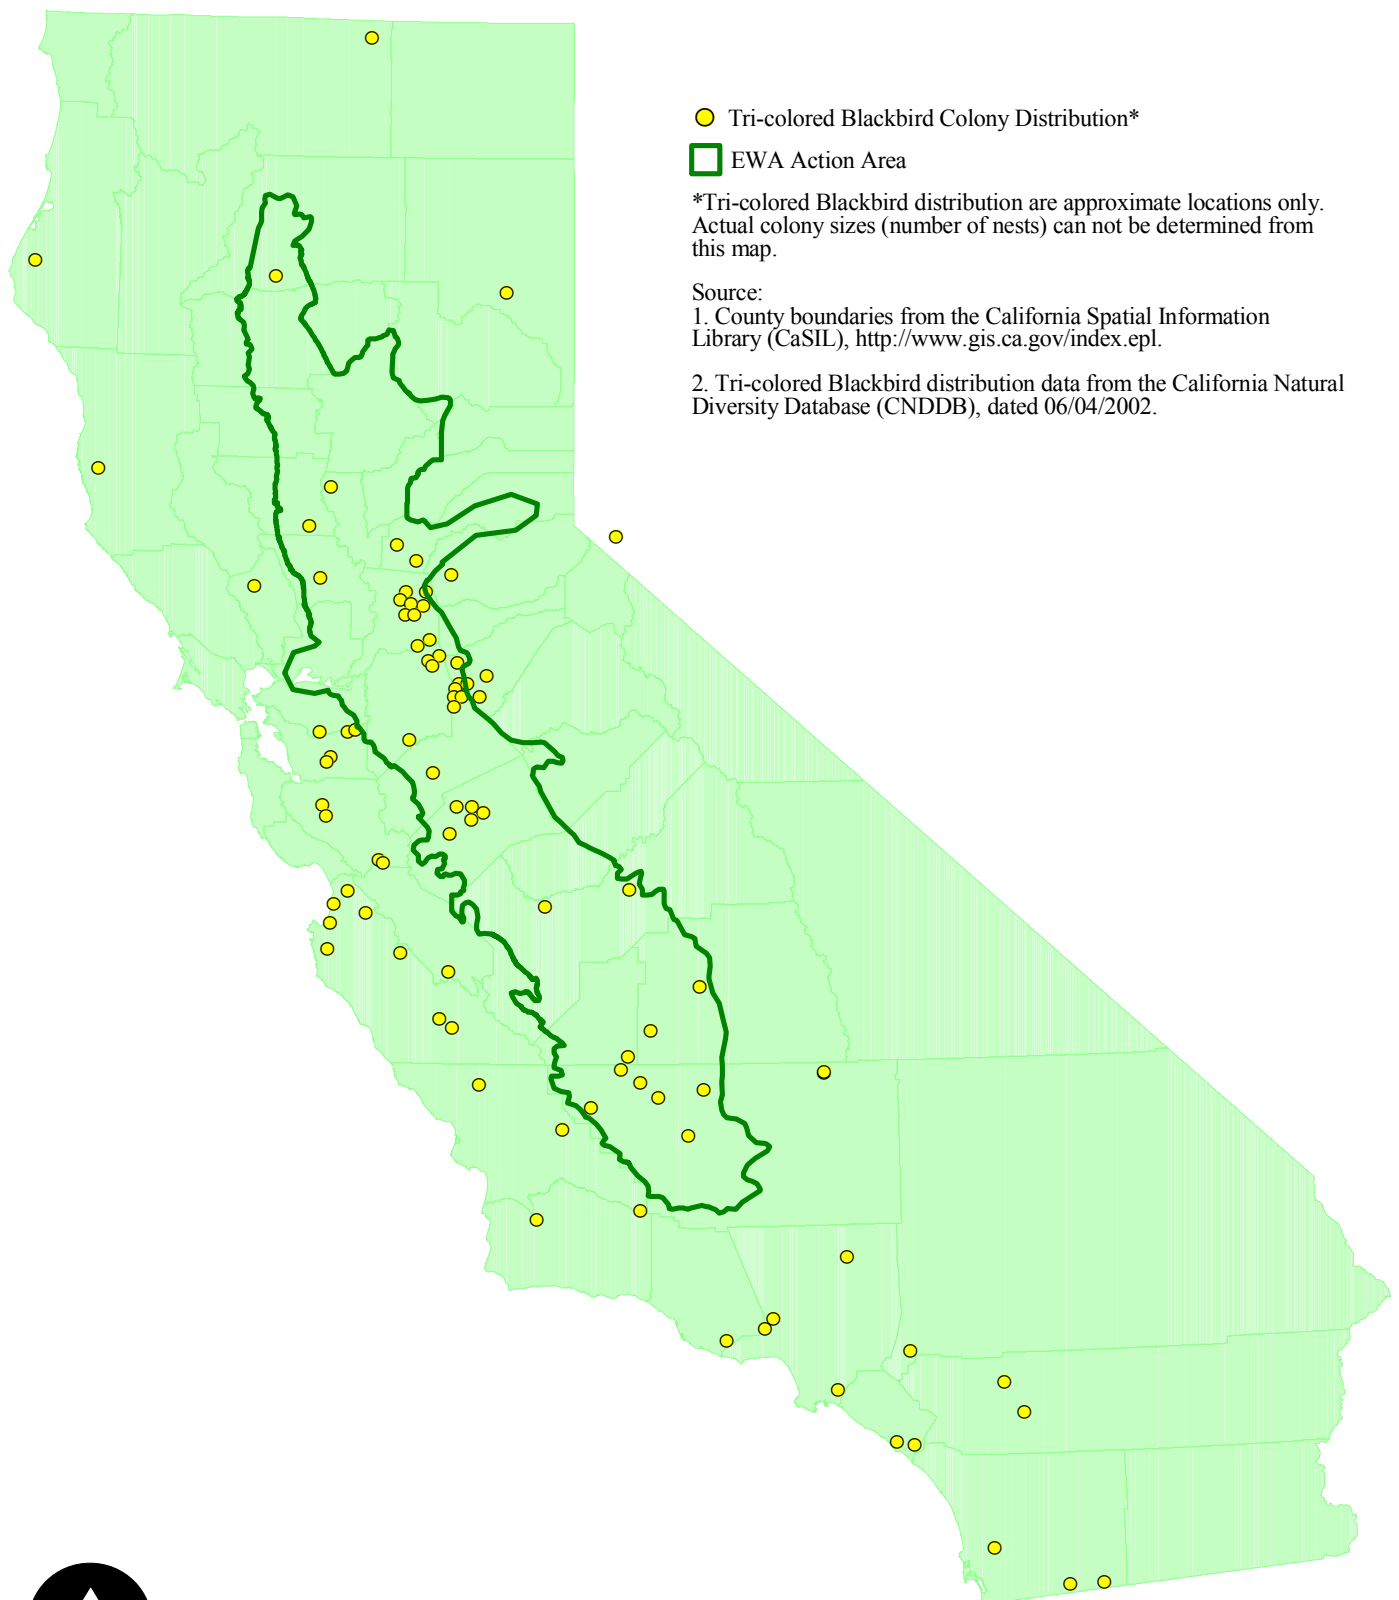 Tri-colored Blackbird Colony Distribution*
EWA Action Area
*Tri-colored Blackbird distribution are approximate locations only.
Actual colony sizes (number of nests) can not be determined from
this map.
Source:
1. County boundaries from the California Spatial Information
Library (CaSIL), http://www.gis.ca.gov/index.epl.
2. Tri-colored Blackbird distribution data from the California Natural
Diversity Database (CNDDB), dated 06/04/2002.